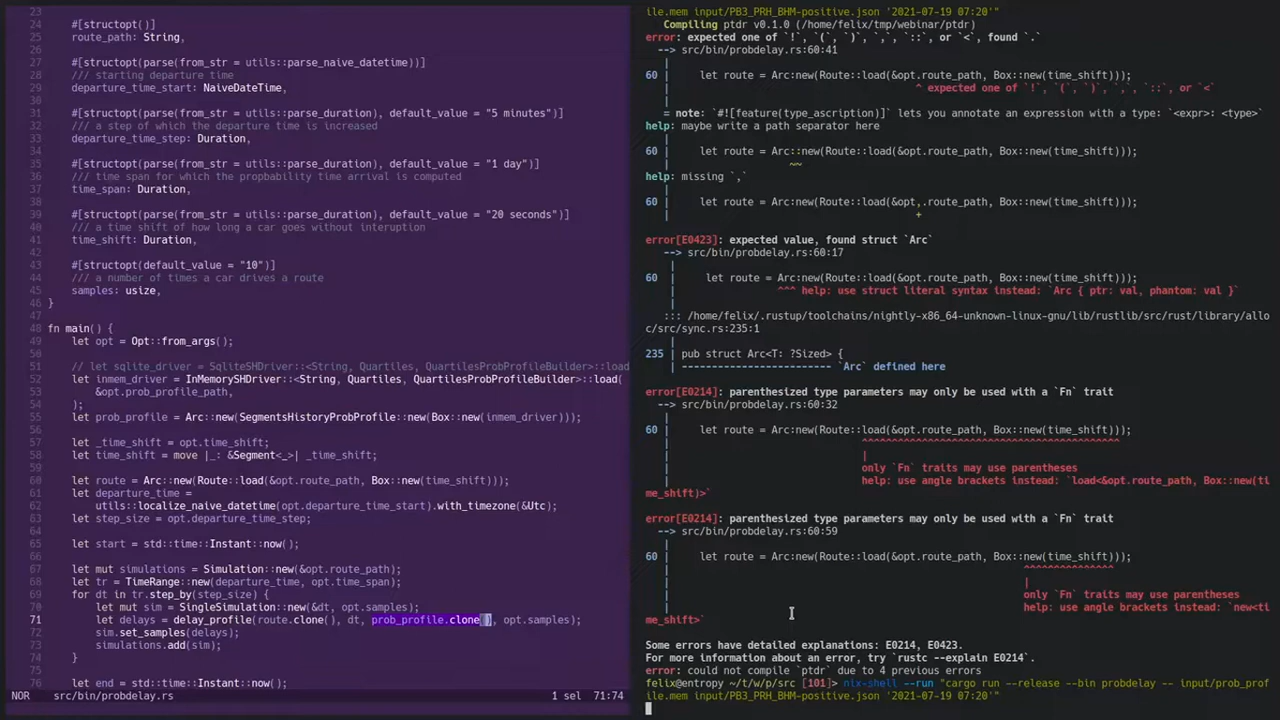 23
24 #[structopt()]
25 route_path: String,
26
27 #[structopt(parse(from_str = utils::parse_naive_datetime))]
28 /// starting departure time
29 departure_time_start: NaiveDateTime,
30
31 #[structopt(parse(from_str = utils::parse_duration), default_value = "5 minutes")]
32 /// a step of which the departure time is increased
33 departure_time_step: Duration,
34
35 #[structopt(parse(from_str = utils::parse_duration), default_value = "1 day")]
36 /// time span for which the propbability time arrival is computed
37 time_span: Duration,
38
39 #[structopt(parse(from_str = utils::parse_duration), default_value = "20 seconds")]
40 /// a time shift of how long a car goes without interuption
41 time_shift: Duration,
42
43 #[structopt(default_value = "10")]
44 /// a number of times a car drives a route
45 samples: usize,
46 }
47
48 fn main() {
49 let opt = Opt::from_args();
50
51 // let sqlite_driver = SqliteSHDriver::<String, Quartiles, QuartilesProbProfileBuilder>::load
52 let inmem_driver = InMemorySHDriver::<String, Quartiles, QuartilesProbProfileBuilder>::load(
53 &opt.prob_profile_path,
54 );
55 let prob_profile = Arc::new(SegmentsHistoryProbProfile::new(Box::new(inmem_driver)));
56
57 let _time_shift = opt.time_shift;
58 let time_shift = move |_: &Segment<_>| _time_shift;
59
60 let route = Arc::new(Route::load(&opt.route_path, Box::new(time_shift)));
61 let departure_time =
62 utils::localize_naive_datetime(opt.departure_time_start).with_timezone(&Utc);
63 let step_size = opt.departure_time_step;
64
65 let start = std::time::Instant::now();
66
67 let mut simulations = Simulation::new(&opt.route_path);
68 let tr = TimeRange::new(departure_time, opt.time_span);
69 for dt in tr.step_by(step_size) {
70 let mut sim = SingleSimulation::new(&dt, opt.samples);
71 let delays = delay_profile(route.clone(), dt, prob_profile.clone(), opt.samples);
72 sim.set_samples(delays);
73 simulations.add(sim);
74 }
75
76 let end = std::time::Instant::now();
NOR src/bin/probdelay.rs 1 sel 71:74
ile.mem input/PB3_PRH_BHM-positive.json '2021-07-19 07:20'"
Compiling ptdr v0.1.0 (/home/felix/tmp/webinar/ptdr)
error: expected one of `!`, `(`, `)`, `,`, `::`, or `<`, found `.`
--> src/bin/probdelay.rs:60:41
|
60 | let route = Arc:new(Route::load(&opt.route_path, Box::new(time_shift)));
| ^ expected one of `!`, `(`, `)`, `,`, `::`, or `<`
|
= note: `#![feature(type_ascription)]` lets you annotate an expression with a type: `<expr>: <type>`
help: maybe write a path separator here
|
60 | let route = Arc::new(Route::load(&opt.route_path, Box::new(time_shift)));
| ~~
help: missing `,`
|
60 | let route = Arc:new(Route::load(&opt,.route_path, Box::new(time_shift)));
| +

error[E0423]: expected value, found struct `Arc`
--> src/bin/probdelay.rs:60:17
|
60 | let route = Arc:new(Route::load(&opt.route_path, Box::new(time_shift)));
| ^^^ help: use struct literal syntax instead: `Arc { ptr: val, phantom: val }`
|
::: /home/felix/.rustup/toolchains/nightly-x86_64-unknown-linux-gnu/lib/rustlib/src/rust/library/allo
c/src/sync.rs:235:1
|
235 | pub struct Arc<T: ?Sized> {
| ------------------------- `Arc` defined here

error[E0214]: parenthesized type parameters may only be used with a `Fn` trait
--> src/bin/probdelay.rs:60:32
|
60 | let route = Arc:new(Route::load(&opt.route_path, Box::new(time_shift)));
| ^^^^^^^^^^^^^^^^^^^^^^^^^^^^^^^^^^^^^^^^^
| |
| only `Fn` traits may use parentheses
| help: use angle brackets instead: `load<&opt.route_path, Box::new(ti
me_shift)>`

error[E0214]: parenthesized type parameters may only be used with a `Fn` trait
--> src/bin/probdelay.rs:60:59
|
60 | let route = Arc:new(Route::load(&opt.route_path, Box::new(time_shift)));
| ^^^^^^^^^^^^^^^
| |
| only `Fn` traits may use parentheses
| help: use angle brackets instead: `new<ti
me_shift>`

Some errors have detailed explanations: E0214, E0423.
For more information about an error, try `rustc --explain E0214`.
error: could not compile `ptdr` due to 4 previous errors
felix@entropy ~/t/w/p/src [101]> nix-shell --run "cargo run --release --bin probdelay -- input/prob_prof
ile.mem input/PB3_PRH_BHM-positive.json '2021-07-19 07:20'"